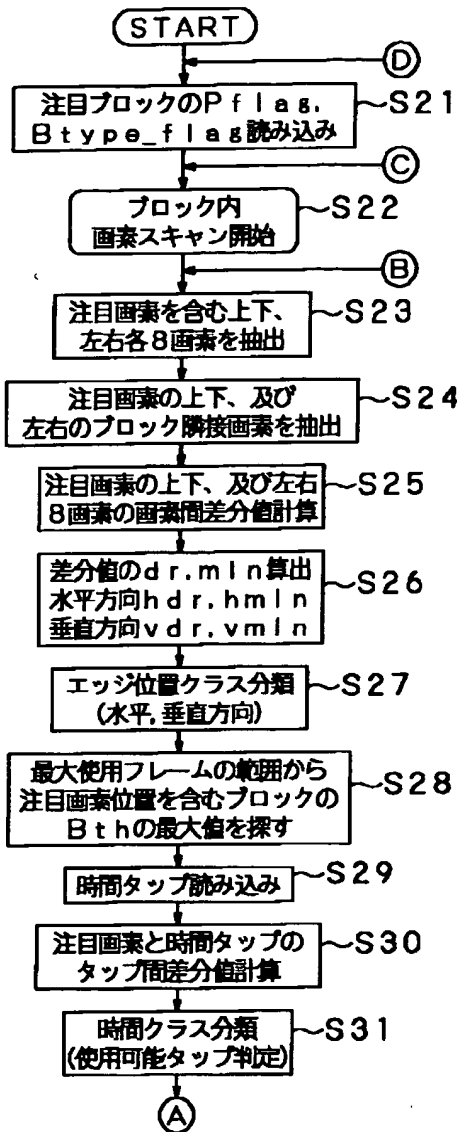 START
D
注目ブロックのPflag,
Btype_flag読み込み
S21
C
ブロック内
画素スキャン開始
S22
B
注目画素を含む上下、
左右各8画素を抽出
S23
注目画素の上下、及び
左右のブロック隣接画素を抽出
S24
注目画素の上下、及び左右
8画素の画素間差分値計算
S25
差分値のdr.min算出
水平方向hdr.hmin
垂直方向vdr.vmin
S26
エッジ位置クラス分類
(水平,垂直方向)
S27
最大使用フレームの範囲から
注目画素位置を含むブロックの
Bthの最大値を探す
S28
時間タップ読み込み
S29
注目画素と時間タップの
タップ間差分値計算
S30
時間クラス分類
(使用可能タップ判定)
S31
A